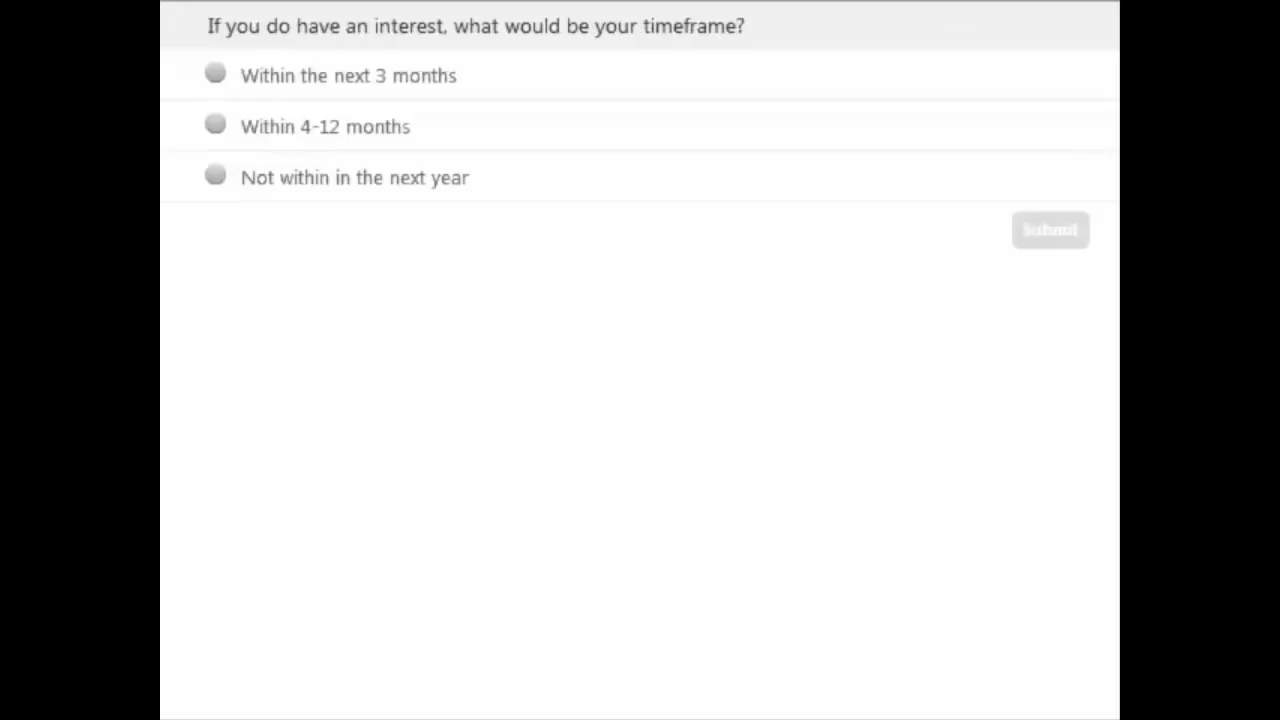 If you do have an interest, what would be your timeframe?
Within the next 3 months
Within 4-12 months
Not within in the next year
Submit